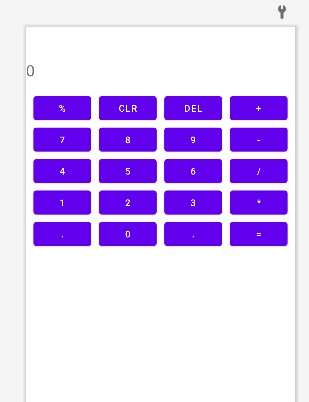 0
% CLR DEL +
7 8 9 -
4 5 6 /
1 2 3 *
. 0 . =